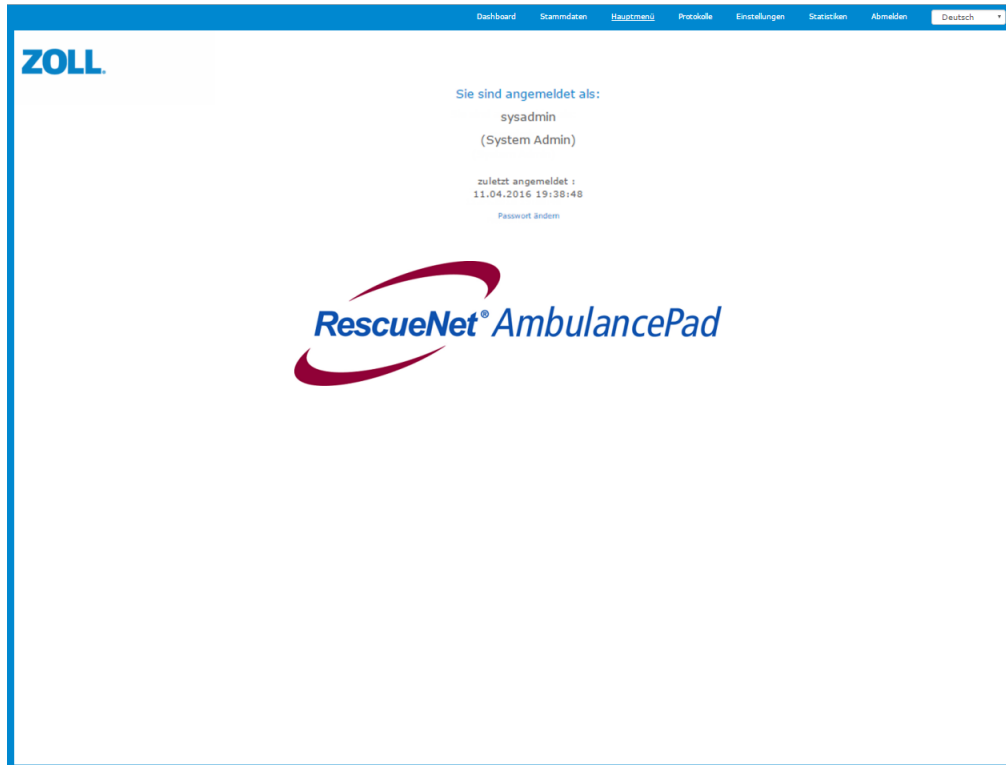 Dashboard Stammdaten Hauptmenü Protokolle Einstellungen Statistiken Abmelden Deutsch
ZOLL.
Sie sind angemeldet als:
sysadmin
(System Admin)
zuletzt angemeldet :
11.04.2016 19:38:48
Passwort ändern
RescueNet® AmbulancePad